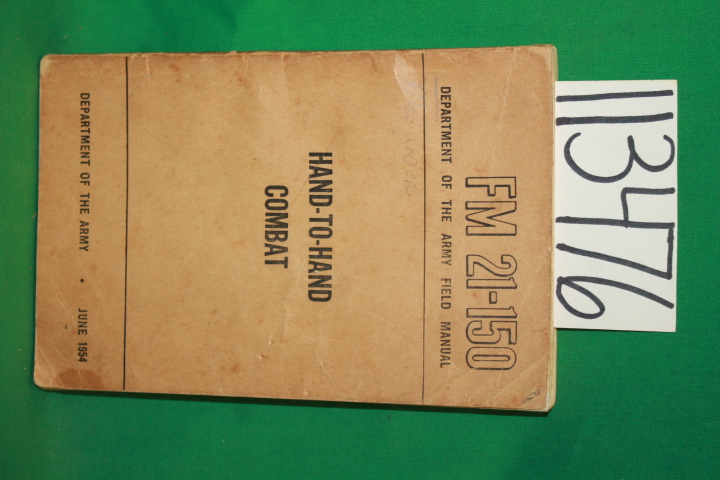 FM 21-150
DEPARTMENT OF THE ARMY FIELD MANUAL
HAND-TO-HAND
COMBAT
DEPARTMENT OF THE ARMY • JUNE 1954
113476